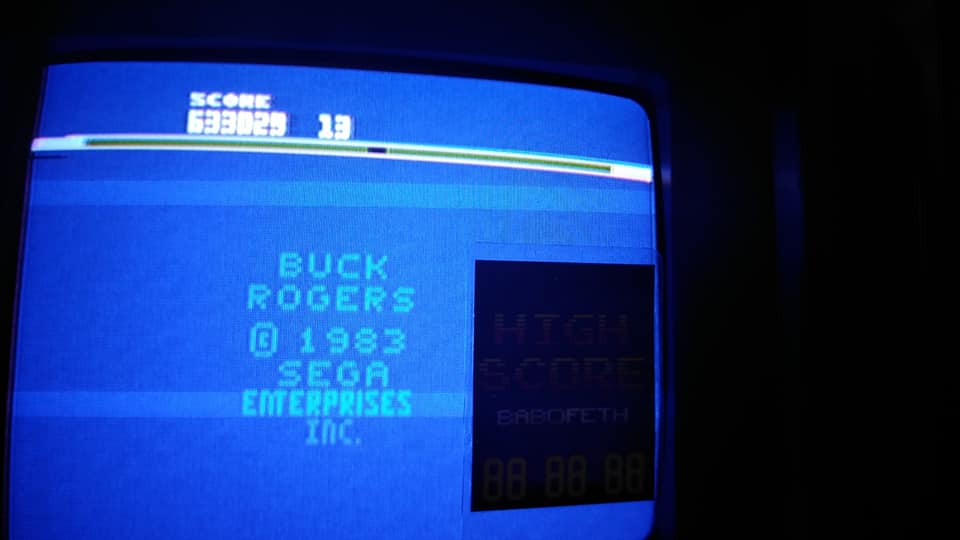 SCORE
633029 13
BUCK
ROGERS
© 1983
SEGA
ENTERPRISES
INC.
HIGH
SCORE
BABOFETH
88 88 88